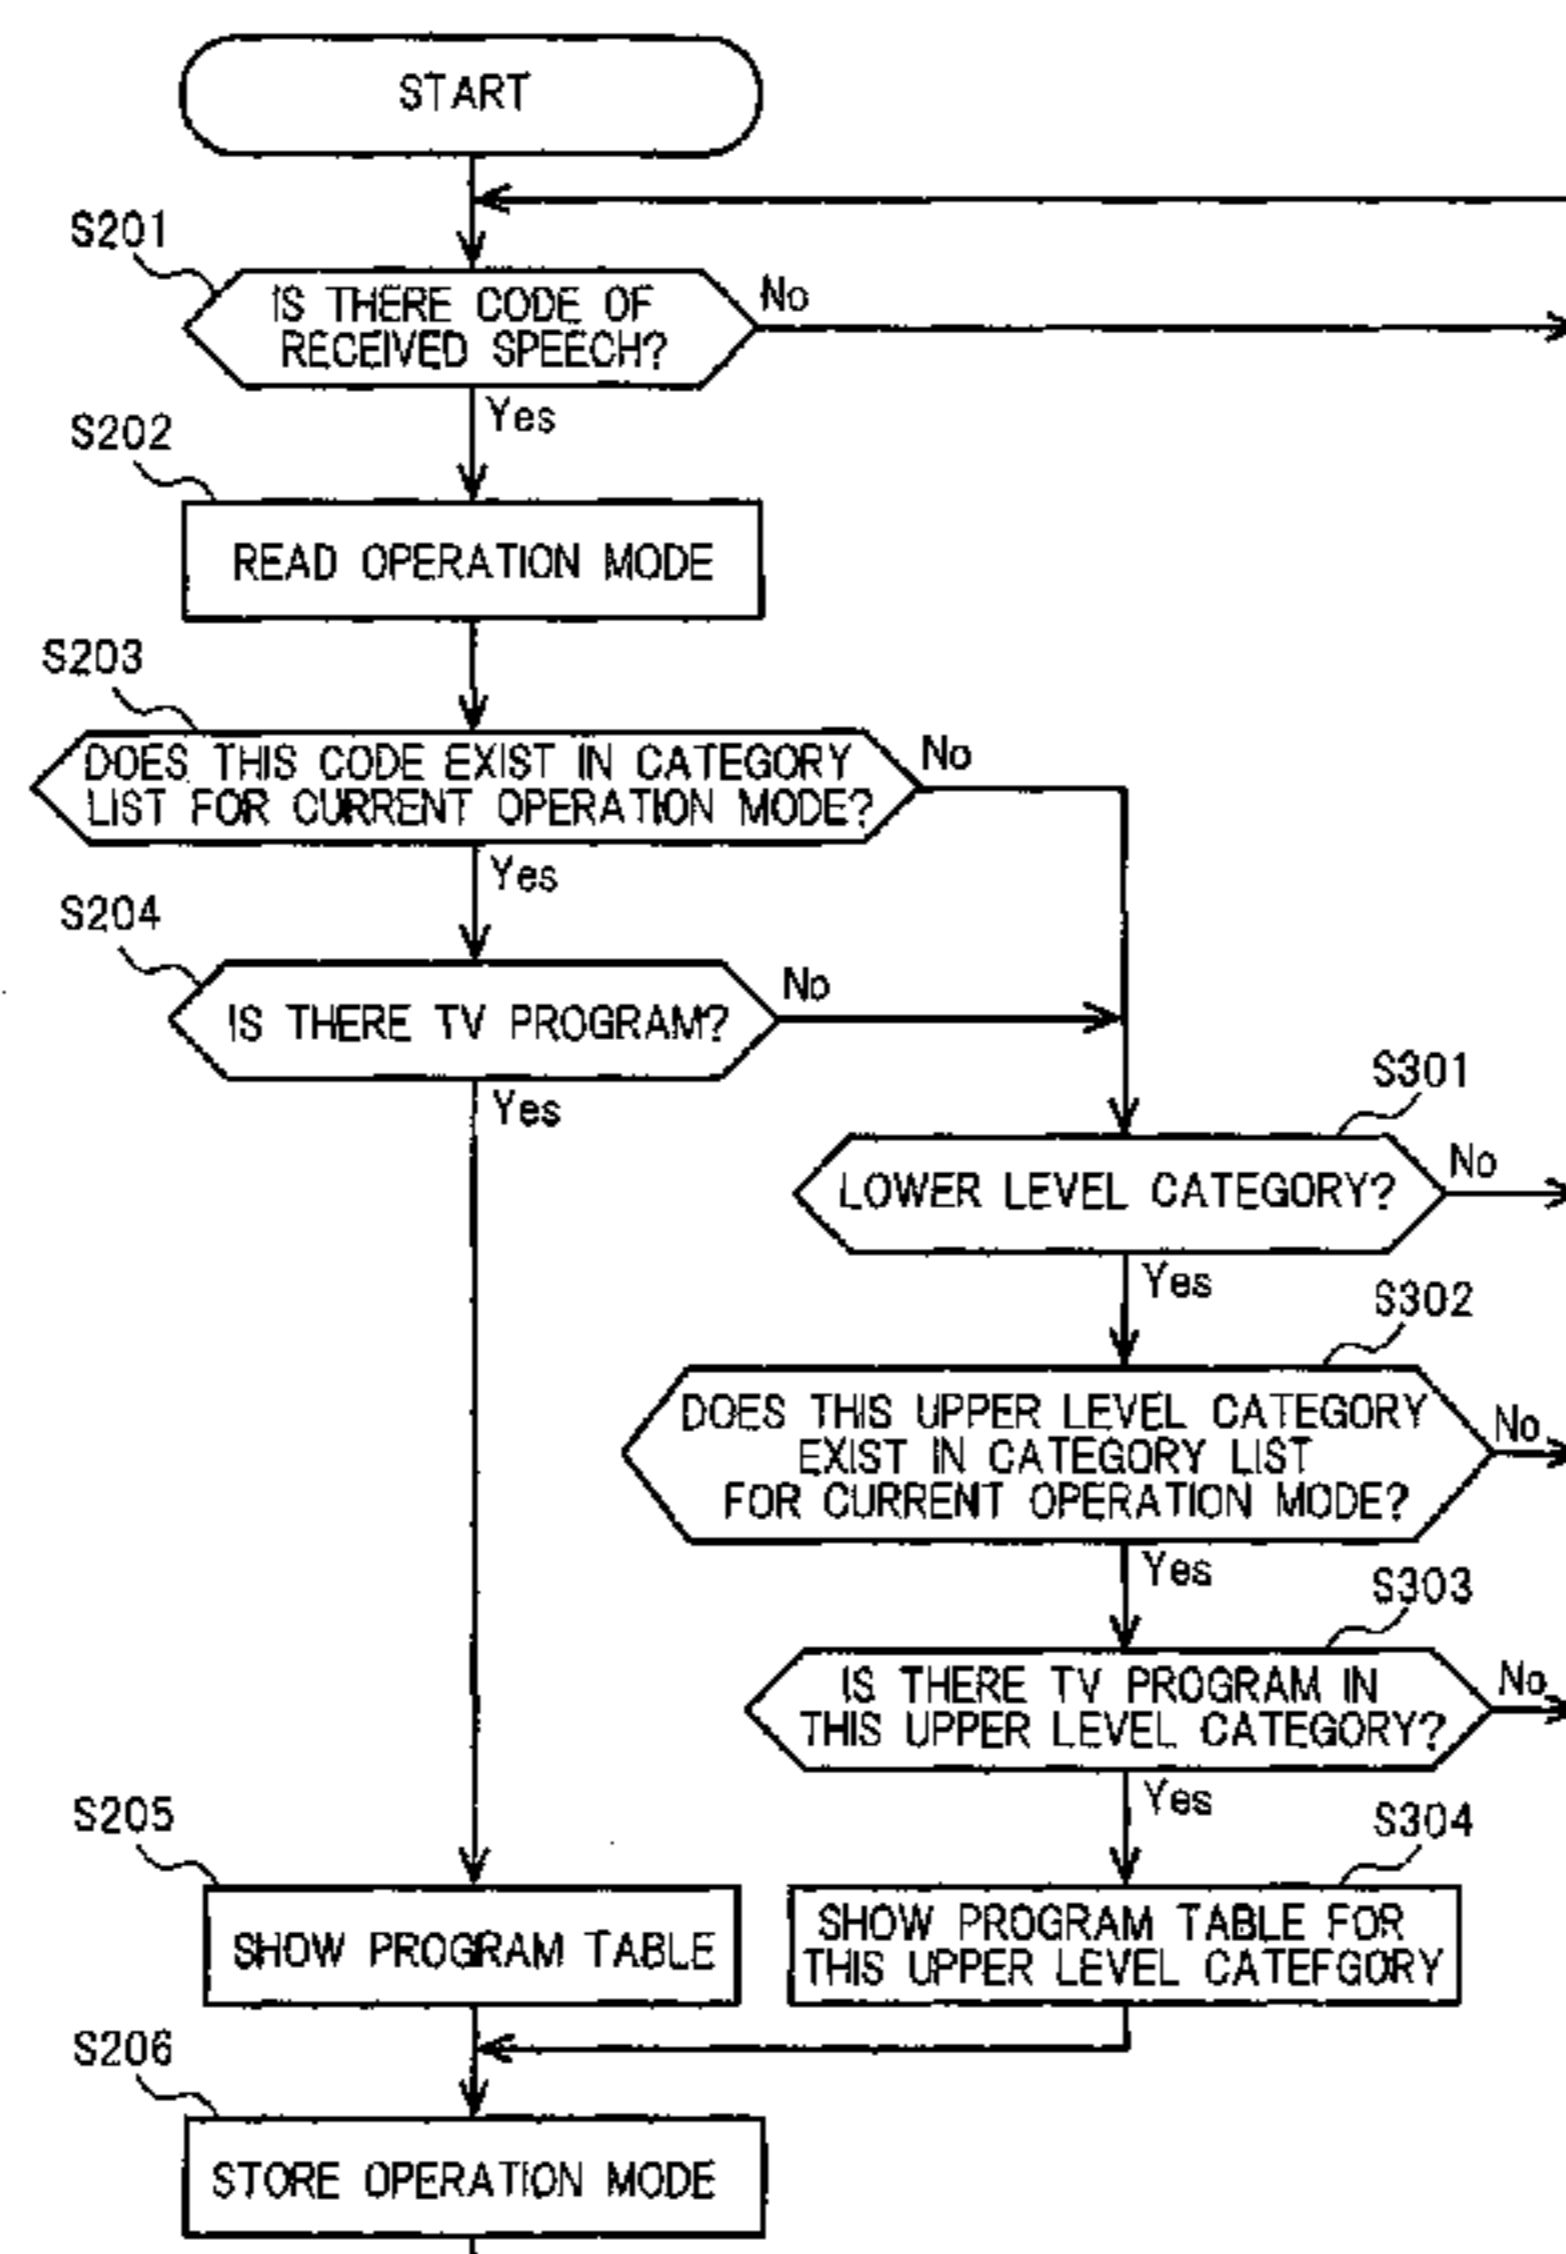 START
S201
IS THERE CODE OF
RECEIVED SPEECH?
No
Yes
S202
READ OPERATION MODE
S203
DOES THIS CODE EXIST IN CATEGORY
LIST FOR CURRENT OPERATION MODE?
No
Yes
S204
IS THERE TV PROGRAM?
No
Yes
S301
LOWER LEVEL CATEGORY?
No
Yes
S302
DOES THIS UPPER LEVEL CATEGORY
EXIST IN CATEGORY LIST
FOR CURRENT OPERATION MODE?
No
Yes
S303
IS THERE TV PROGRAM IN
THIS UPPER LEVEL CATEGORY?
No
Yes
S205
SHOW PROGRAM TABLE
S304
SHOW PROGRAM TABLE FOR
THIS UPPER LEVEL CATEFGORY
S206
STORE OPERATION MODE